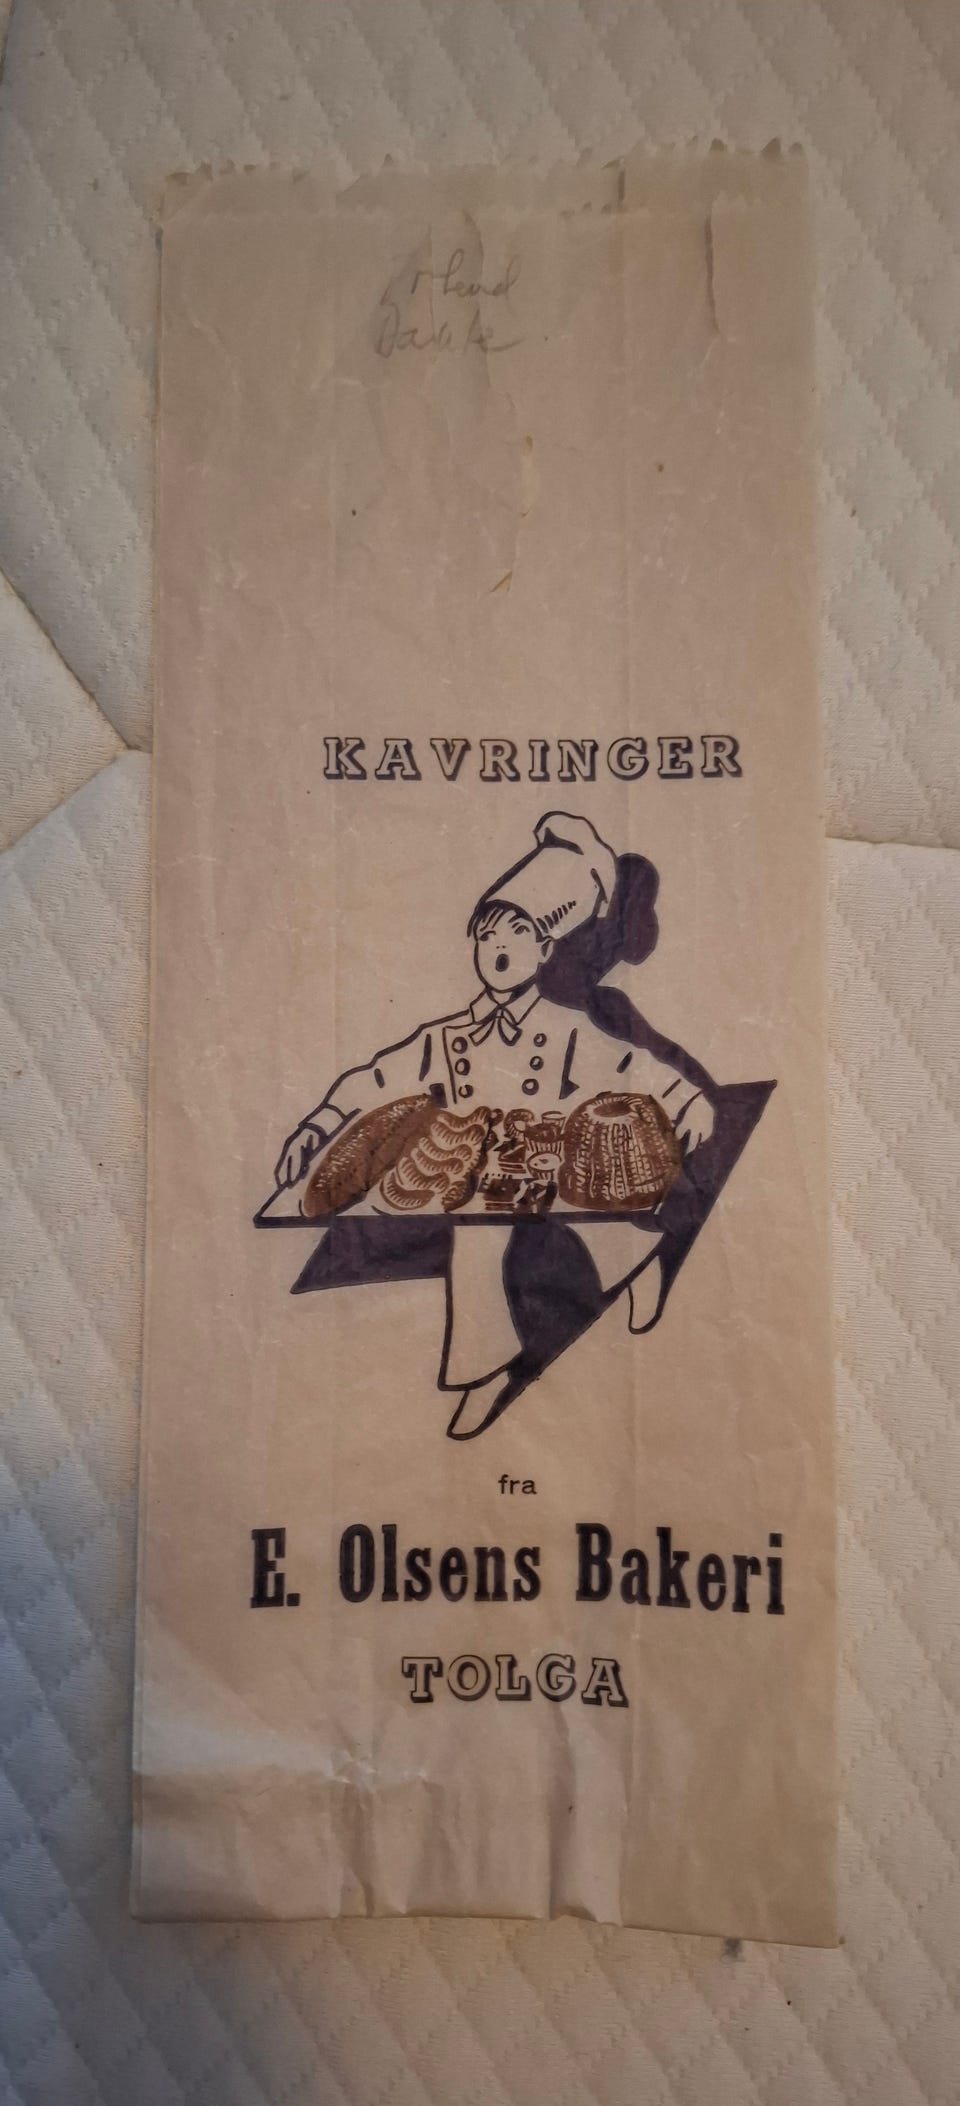 KAVRINGER
fra
E. Olsens Bakeri
TOLGA